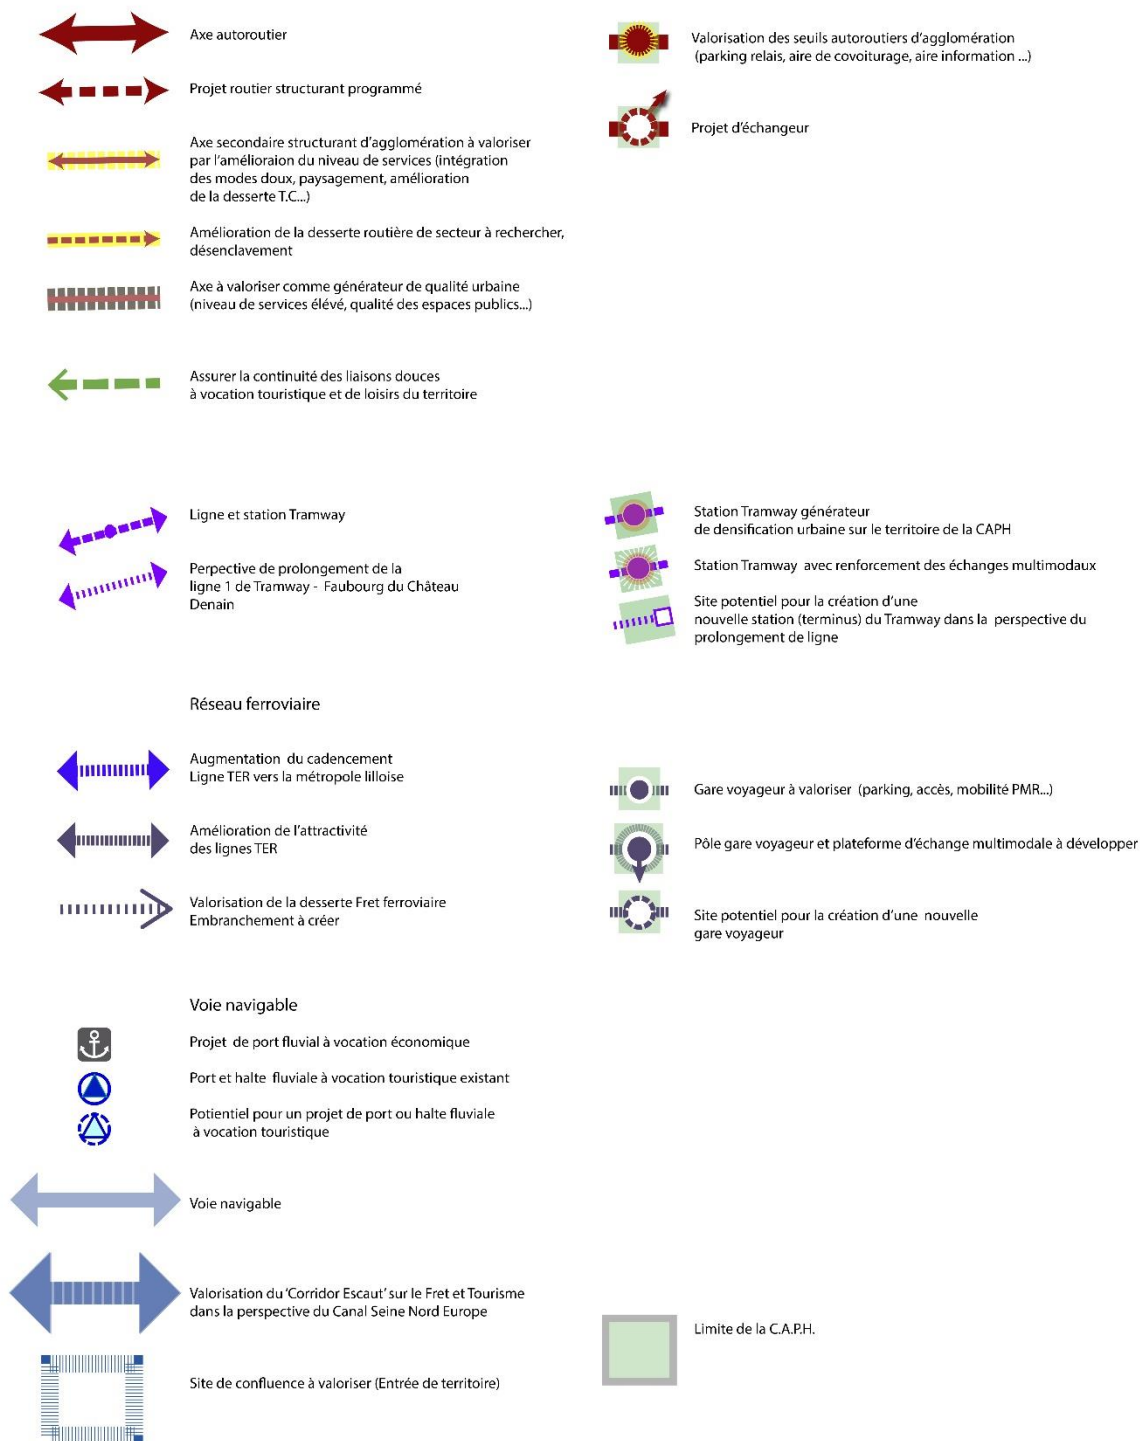 Axe autoroutier
Projet routier structurant programmé
Axe secondaire structurant d'agglomération à valoriser
par l'amélioraion du niveau de services (intégration
des modes doux, paysagement, amélioration
de la desserte T.C...)
Amélioration de la desserte routière de secteur à rechercher,
désenclavement
Axe à valoriser comme générateur de qualité urbaine
(niveau de services élévé, qualité des espaces publics...)
Assurer la continuité des liaisons douces
à vocation touristique et de loisirs du territoire
Valorisation des seuils autoroutiers d'agglomération
(parking relais, aire de covoiturage, aire information ...)
Projet d'échangeur
Ligne et station Tramway
Perpective de prolongement de la
ligne 1 de Tramway - Faubourg du Château
Denain
Station Tramway générateur
de densification urbaine sur le territoire de la CAPH
Station Tramway avec renforcement des échanges multimodaux
Site potentiel pour la création d'une
nouvelle station (terminus) du Tramway dans la perspective du
prolongement de ligne
Réseau ferroviaire
Augmentation du cadencement
Ligne TER vers la métropole lilloise
Amélioration de l'attractivité
des lignes TER
Valorisation de la desserte Fret ferroviaire
Embranchement à créer
Gare voyageur à valoriser (parking, accès, mobilité PMR...)
Pôle gare voyageur et plateforme d'échange multimodale à développer
Site potentiel pour la création d'une nouvelle
gare voyageur
Voie navigable
Projet de port fluvial à vocation économique
Port et halte fluviale à vocation touristique existant
Potientiel pour un projet de port ou halte fluviale
à vocation touristique
Voie navigable
Valorisation du 'Corridor Escaut' sur le Fret et Tourisme
dans la perspective du Canal Seine Nord Europe
Site de confluence à valoriser (Entrée de territoire)
Limite de la C.A.P.H.